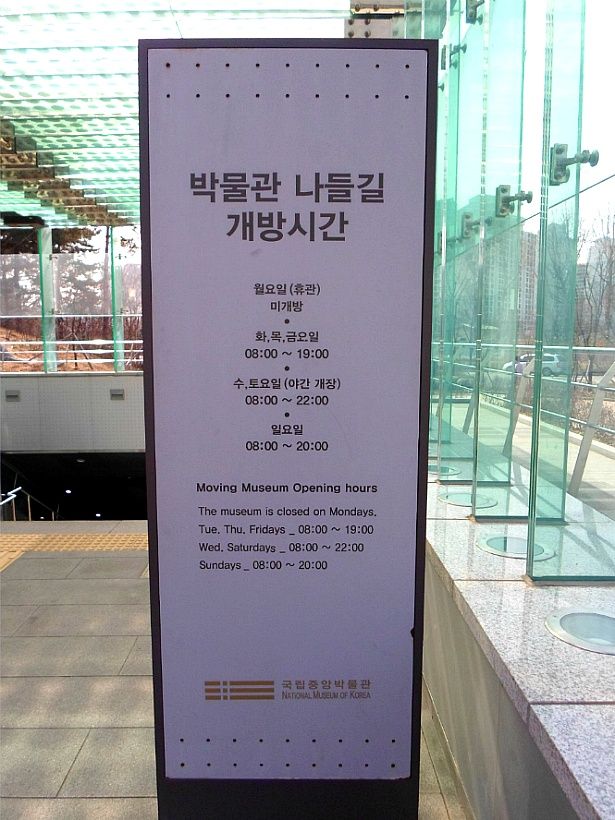 박물관 나들길
개방시간
월요일 (휴관)
미개방
•
화,목,금요일
08:00 ~ 19:00
•
수,토요일 (야간 개장)
08:00 ~ 22:00
•
일요일
08:00 ~ 20:00
Moving Museum Opening hours
The museum is closed on Mondays.
Tue. Thu. Fridays _ 08:00 ~ 19:00
Wed. Saturdays _ 08:00 ~ 22:00
Sundays _ 08:00 ~ 20:00
국립중앙박물관
NATIONAL MUSEUM OF KOREA